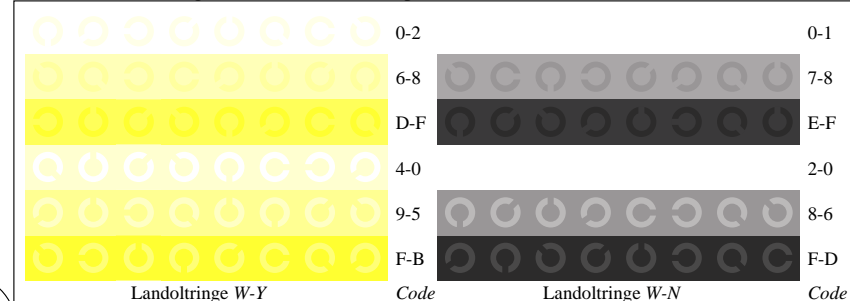 0-2 0-1
6-8 7-8
D-F E-F
4-0 2-0
9-5 8-6
F-B F-D
Landoltringe W-Y Code Landoltringe W-N Code